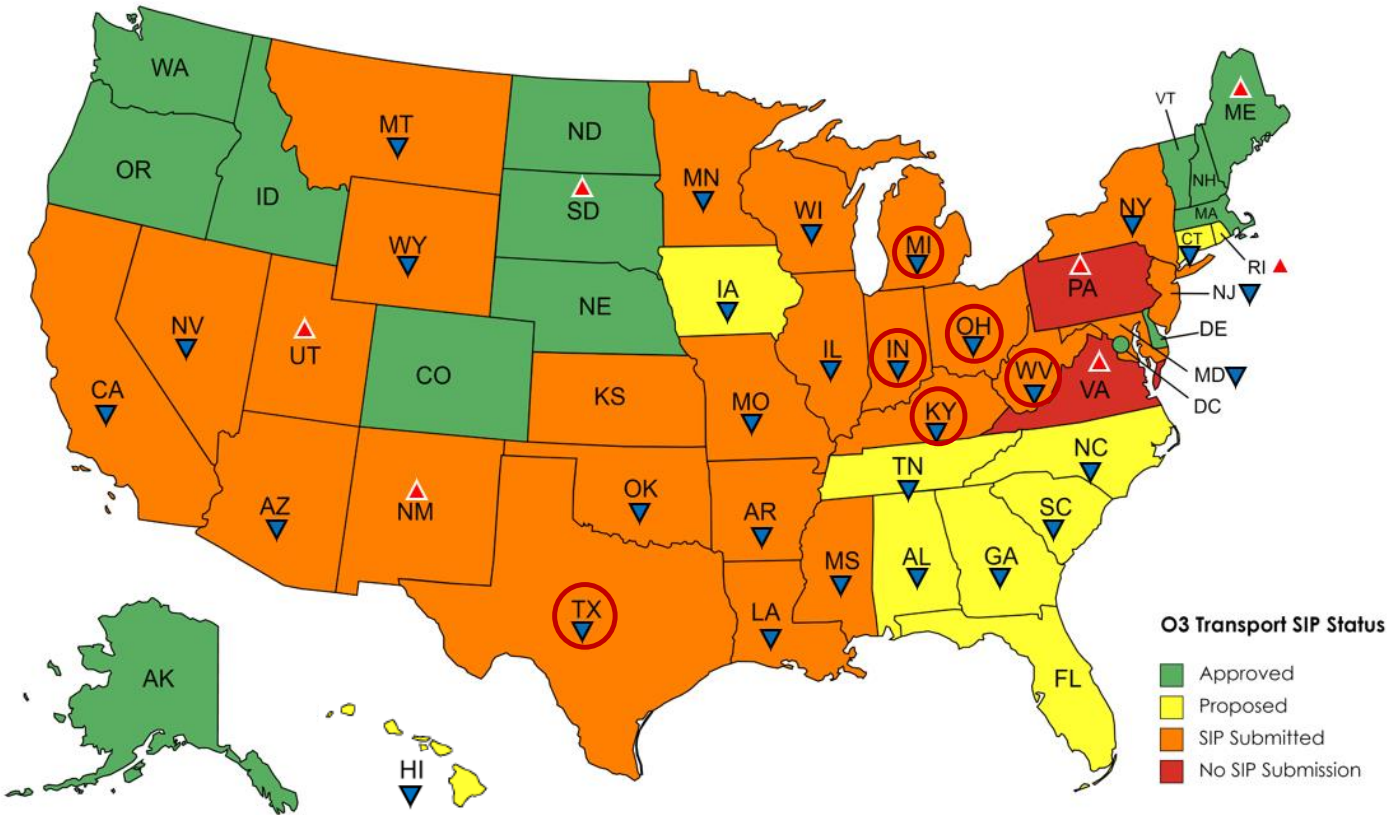 WA
OR
ID
MT
ND
SD
MN
WI
MI
WY
NE
IA
NV
UT
CO
CA
AZ
NM
KS
OK
TX
MO
AR
LA
MS
IL
IN
OH
WV
KY
TN
NC
SC
AL
GA
FL
VA
PA
NY
VT
NH
MA
CT
ME
RI
NJ
DE
MD
DC
AK
HI
O3 Transport SIP Status
Approved
Proposed
SIP Submitted
No SIP Submission